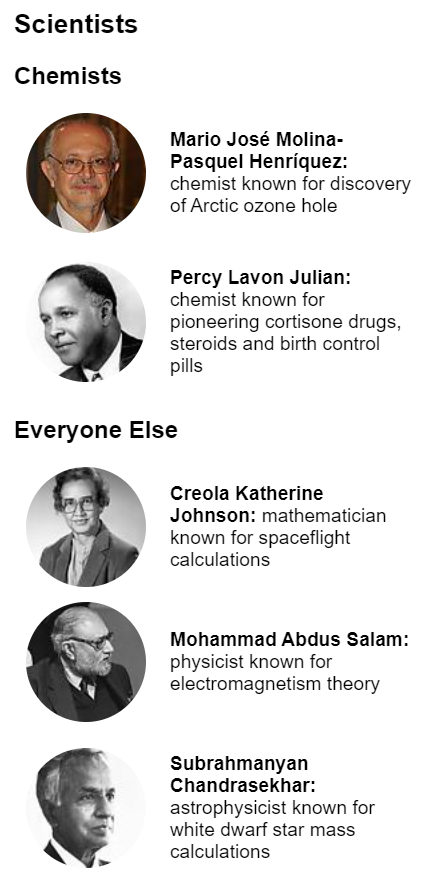 Scientists
Chemists
Mario José Molina-
Pasquel Henríquez:
chemist known for discovery
of Arctic ozone hole
Percy Lavon Julian:
chemist known for
pioneering cortisone drugs,
steroids and birth control
pills
Everyone Else
Creola Katherine
Johnson: mathematician
known for spaceflight
calculations
Mohammad Abdus Salam:
physicist known for
electromagnetism theory
Subrahmanyan
Chandrasekhar:
astrophysicist known for
white dwarf star mass
calculations